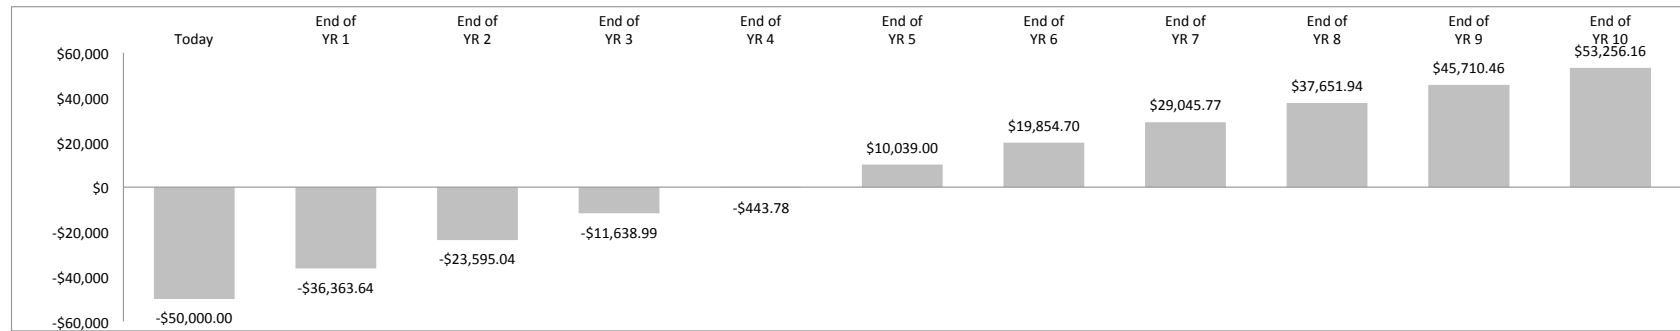 Today
End of
YR 1
End of
YR 2
End of
YR 3
End of
YR 4
End of
YR 5
End of
YR 6
End of
YR 7
End of
YR 8
End of
YR 9
End of
YR 10
$60,000
$40,000
$20,000
$0
-$20,000
-$40,000
-$60,000
-$50,000.00
-$36,363.64
-$23,595.04
-$11,638.99
-$443.78
$10,039.00
$19,854.70
$29,045.77
$37,651.94
$45,710.46
$53,256.16